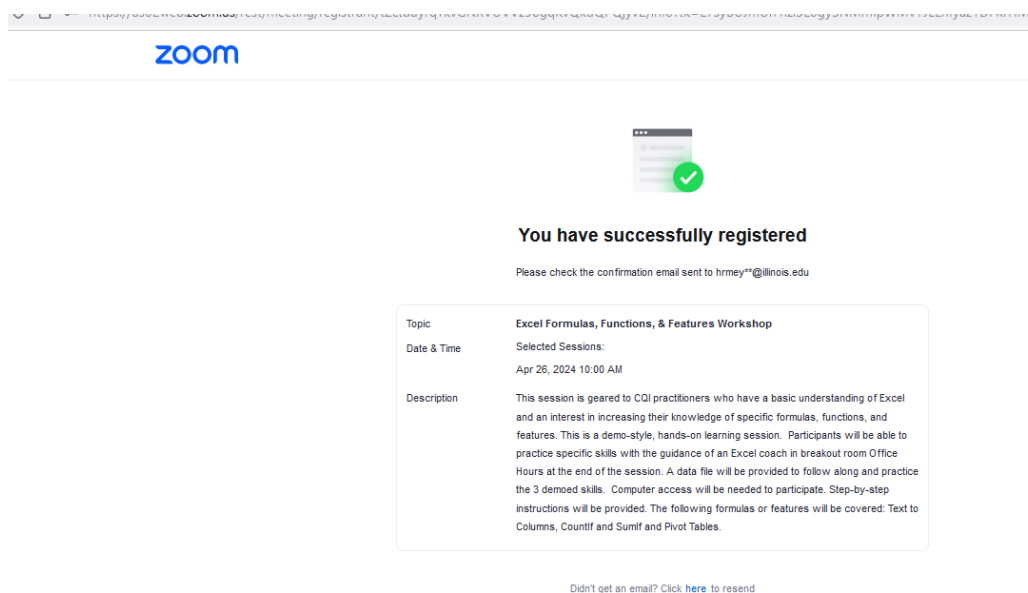 zoom
You have successfully registered
Please check the confirmation email sent to hrmey**@illinois.edu
Topic
Excel Formulas, Functions, & Features Workshop
Date & Time
Selected Sessions:
Apr 26, 2024 10:00 AM
Description
This session is geared to CQI practitioners who have a basic understanding of Excel
and an interest in increasing their knowledge of specific formulas, functions, and
features. This is a demo-style, hands-on learning session. Participants will be able to
practice specific skills with the guidance of an Excel coach in breakout room Office
Hours at the end of the session. A data file will be provided to follow along and practice
the 3 demoed skills. Computer access will be needed to participate. Step-by-step
instructions will be provided. The following formulas or features will be covered: Text to
Columns, CountIf and SumIf and Pivot Tables.
Didn't get an email? Click here to resend